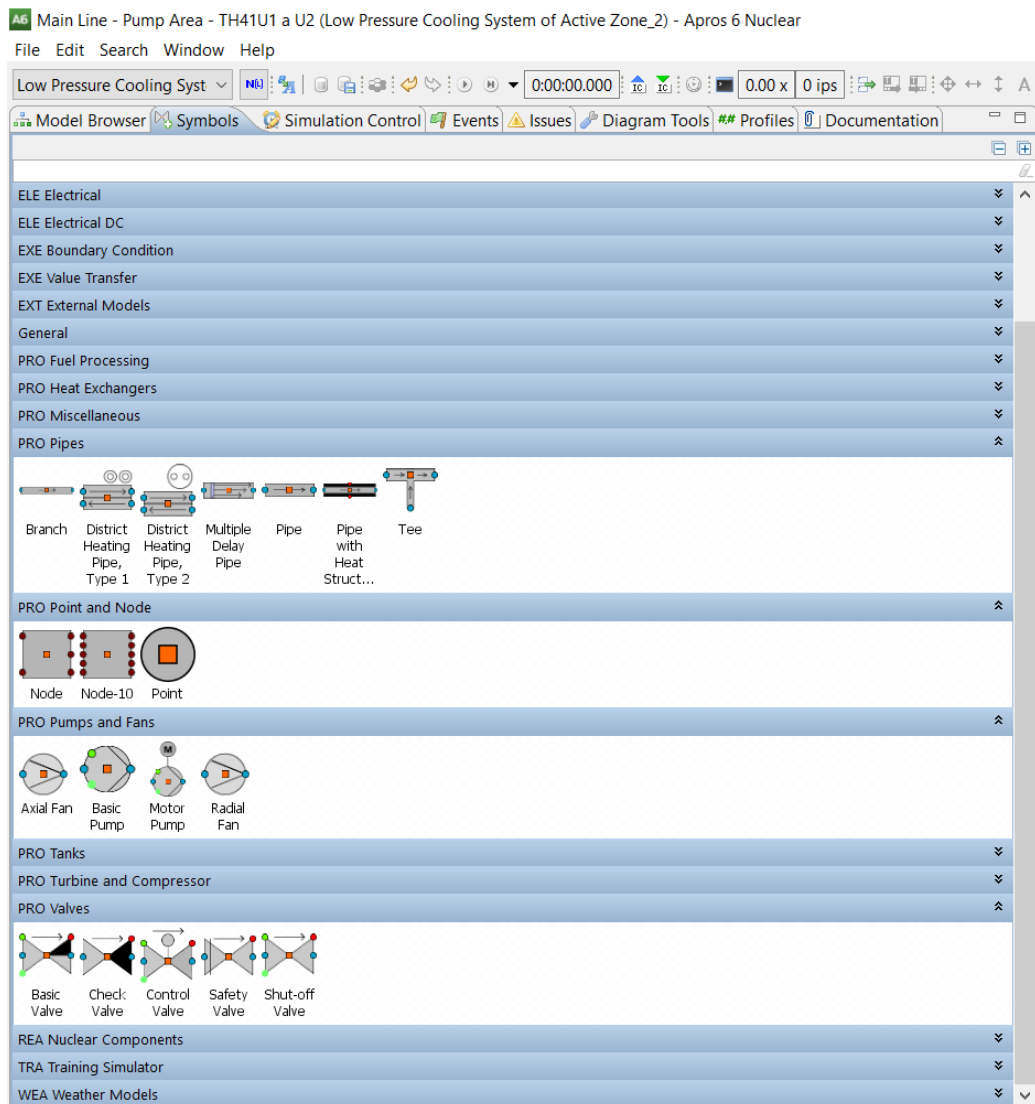 A6 Main Line - Pump Area - TH41U1 a U2 (Low Pressure Cooling System of Active Zone_2) - Apros 6 Nuclear
File Edit Search Window Help
Low Pressure Cooling Syst N(t) 0:00:00.000 IC IC 0.00 x 0 ips A
Model Browser Symbols Simulation Control Events Issues Diagram Tools ## Profiles Documentation
ELE Electrical
ELE Electrical DC
EXE Boundary Condition
EXE Value Transfer
EXT External Models
General
PRO Fuel Processing
PRO Heat Exchangers
PRO Miscellaneous
PRO Pipes
Branch District Heating Pipe, Type 1 District Heating Pipe, Type 2 Multiple Delay Pipe Pipe Pipe with Heat Struct... Tee
PRO Point and Node
Node Node-10 Point
PRO Pumps and Fans
M
Axial Fan Basic Pump Motor Pump Radial Fan
PRO Tanks
PRO Turbine and Compressor
PRO Valves
Basic Valve Check Valve Control Valve Safety Valve Shut-off Valve
REA Nuclear Components
TRA Training Simulator
WEA Weather Models